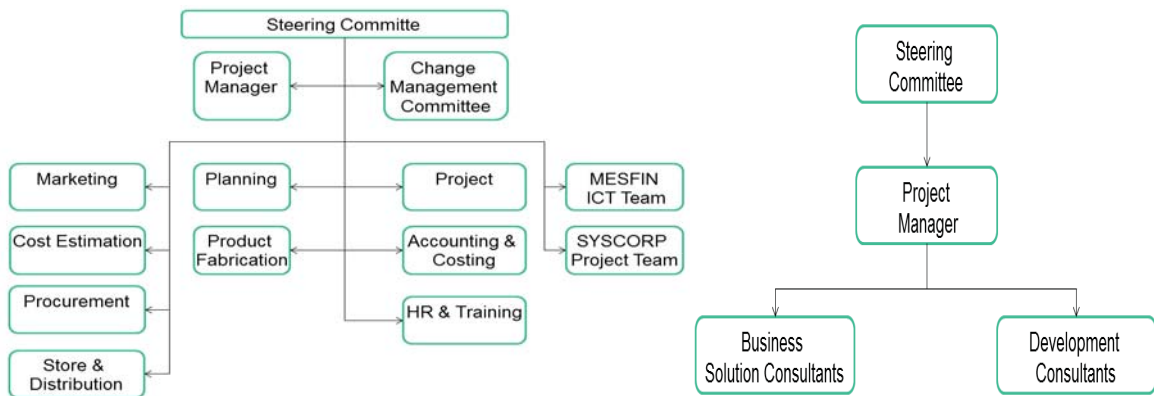 Steering Committe
Project
Manager
Change
Management
Committee
Marketing
Planning
Project
MESFIN
ICT Team
Cost Estimation
Product
Fabrication
Accounting &
Costing
SYSCORP
Project Team
Procurement
HR & Training
Store &
Distribution
Steering
Committee
Project
Manager
Business
Solution Consultants
Development
Consultants